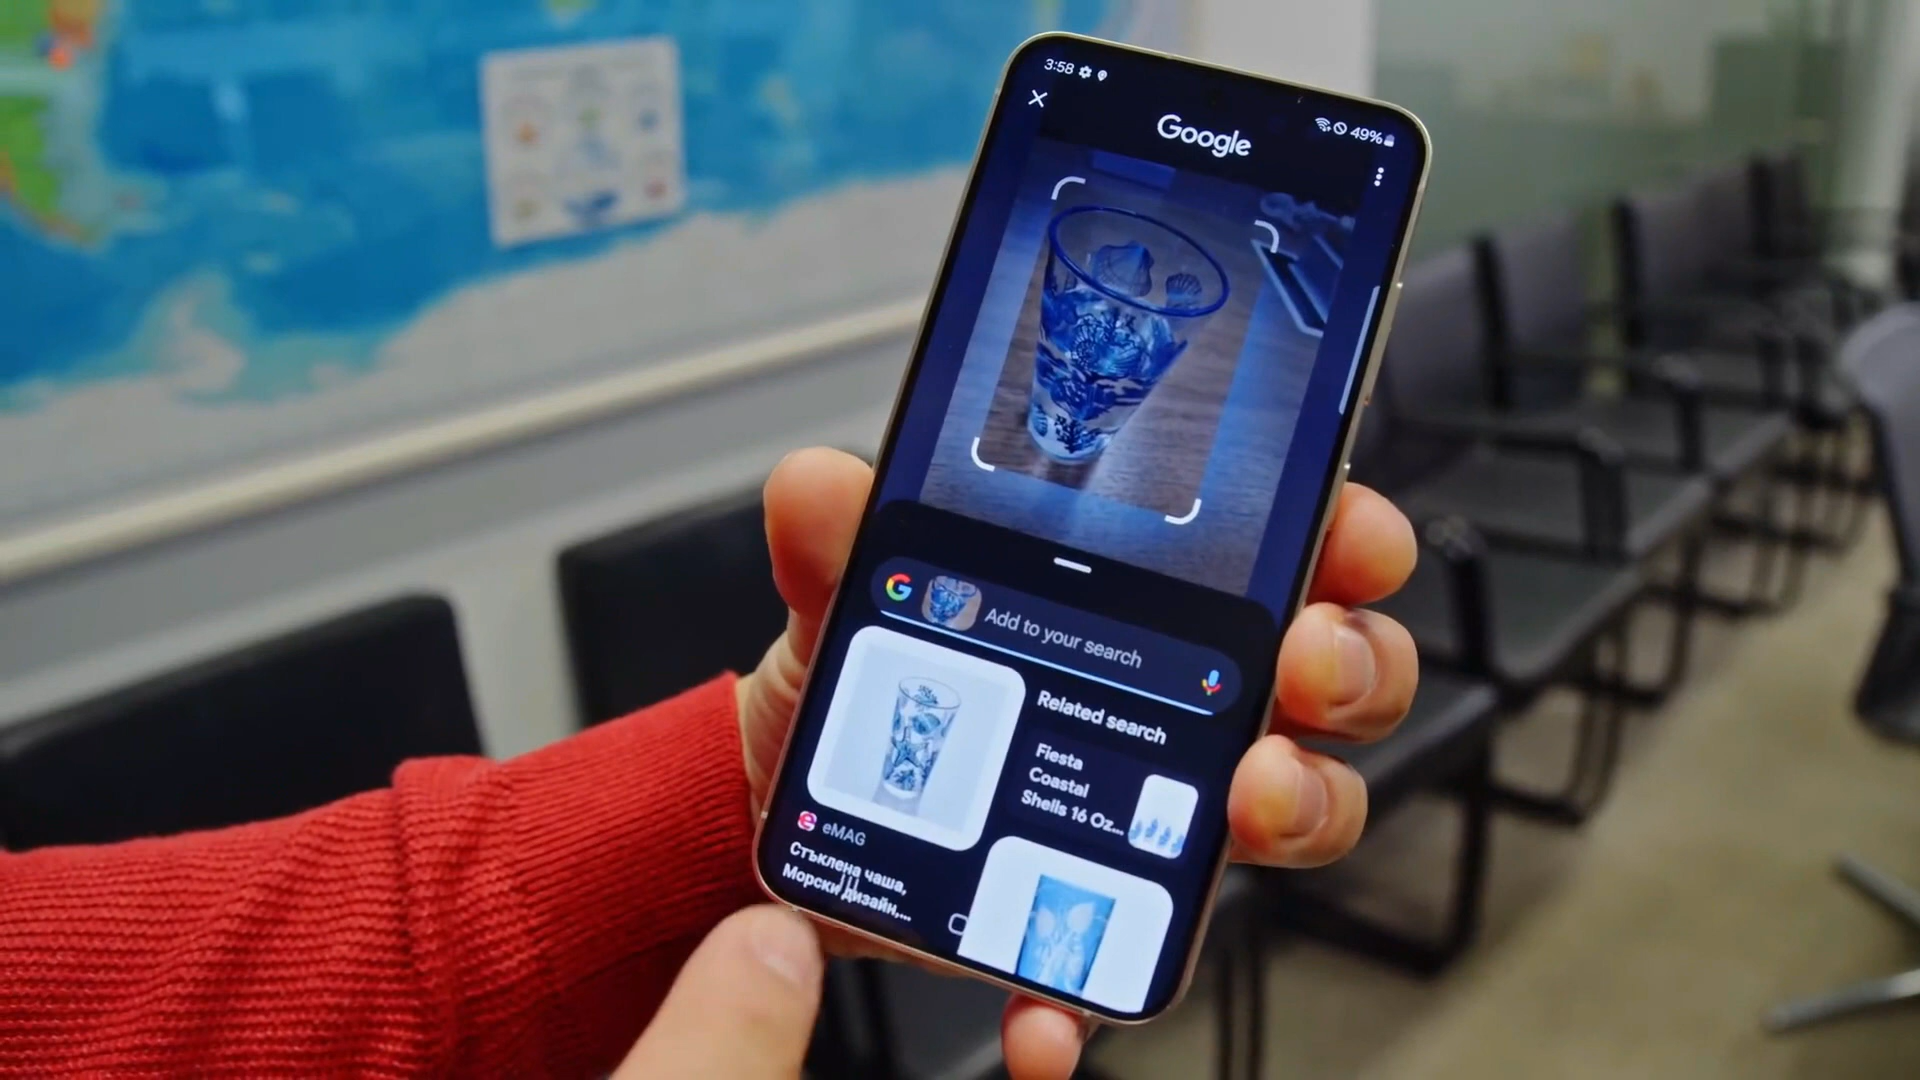 3:58
49%
Google
Add to your search
Related search
Fiesta
Coastal
Shells 16 Oz...
eMAG
Стъклена чаша,
Морски дизайн,...